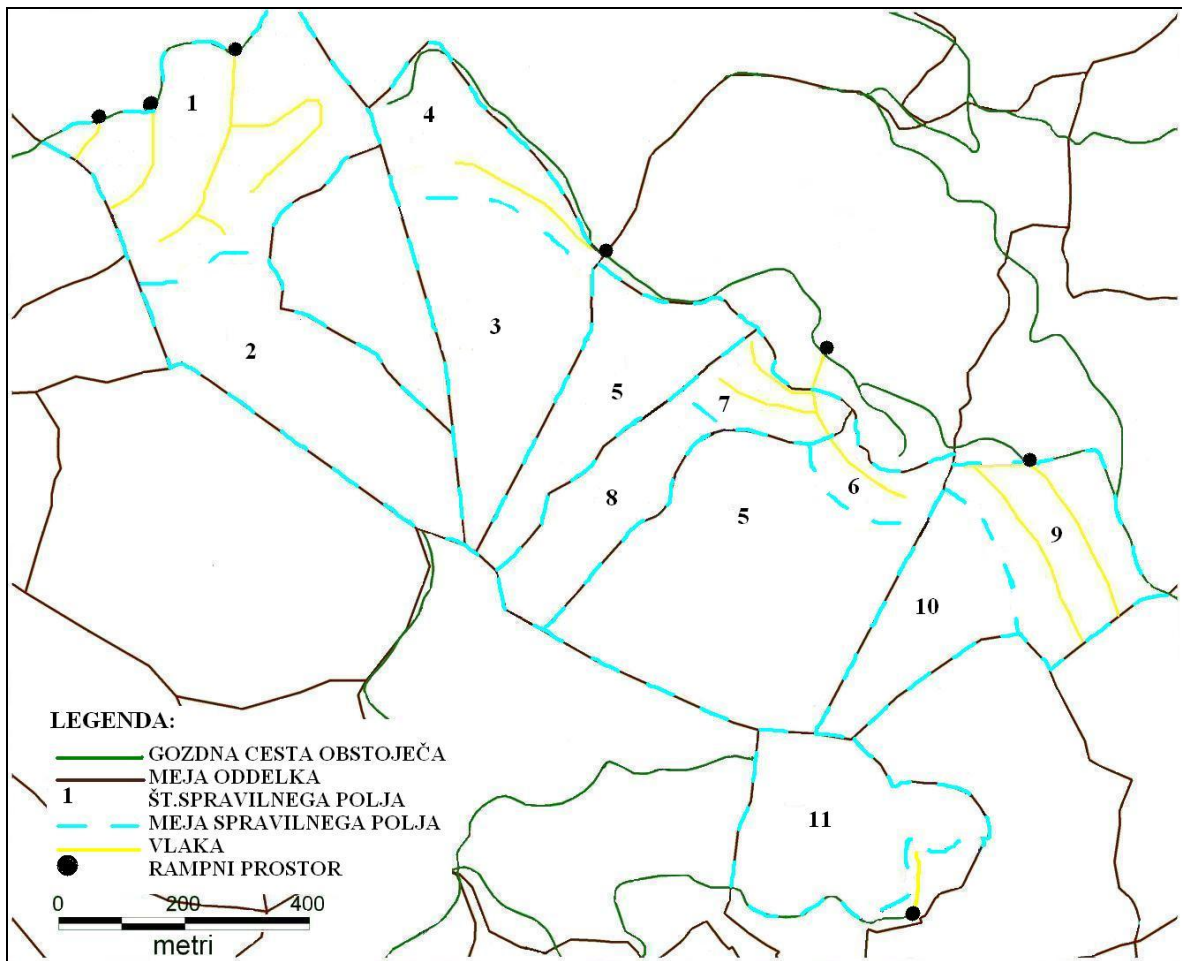 1
4
3
2
5
7
8
5
6
9
10
11
LEGENDA:
GOZDNA CESTA OBSTOJEČA
MEJA ODDELKA
1 ŠT.SPRAVILNEGA POLJA
MEJA SPRAVILNEGA POLJA
VLAKA
RAMPNI PROSTOR
0 200 400
metri